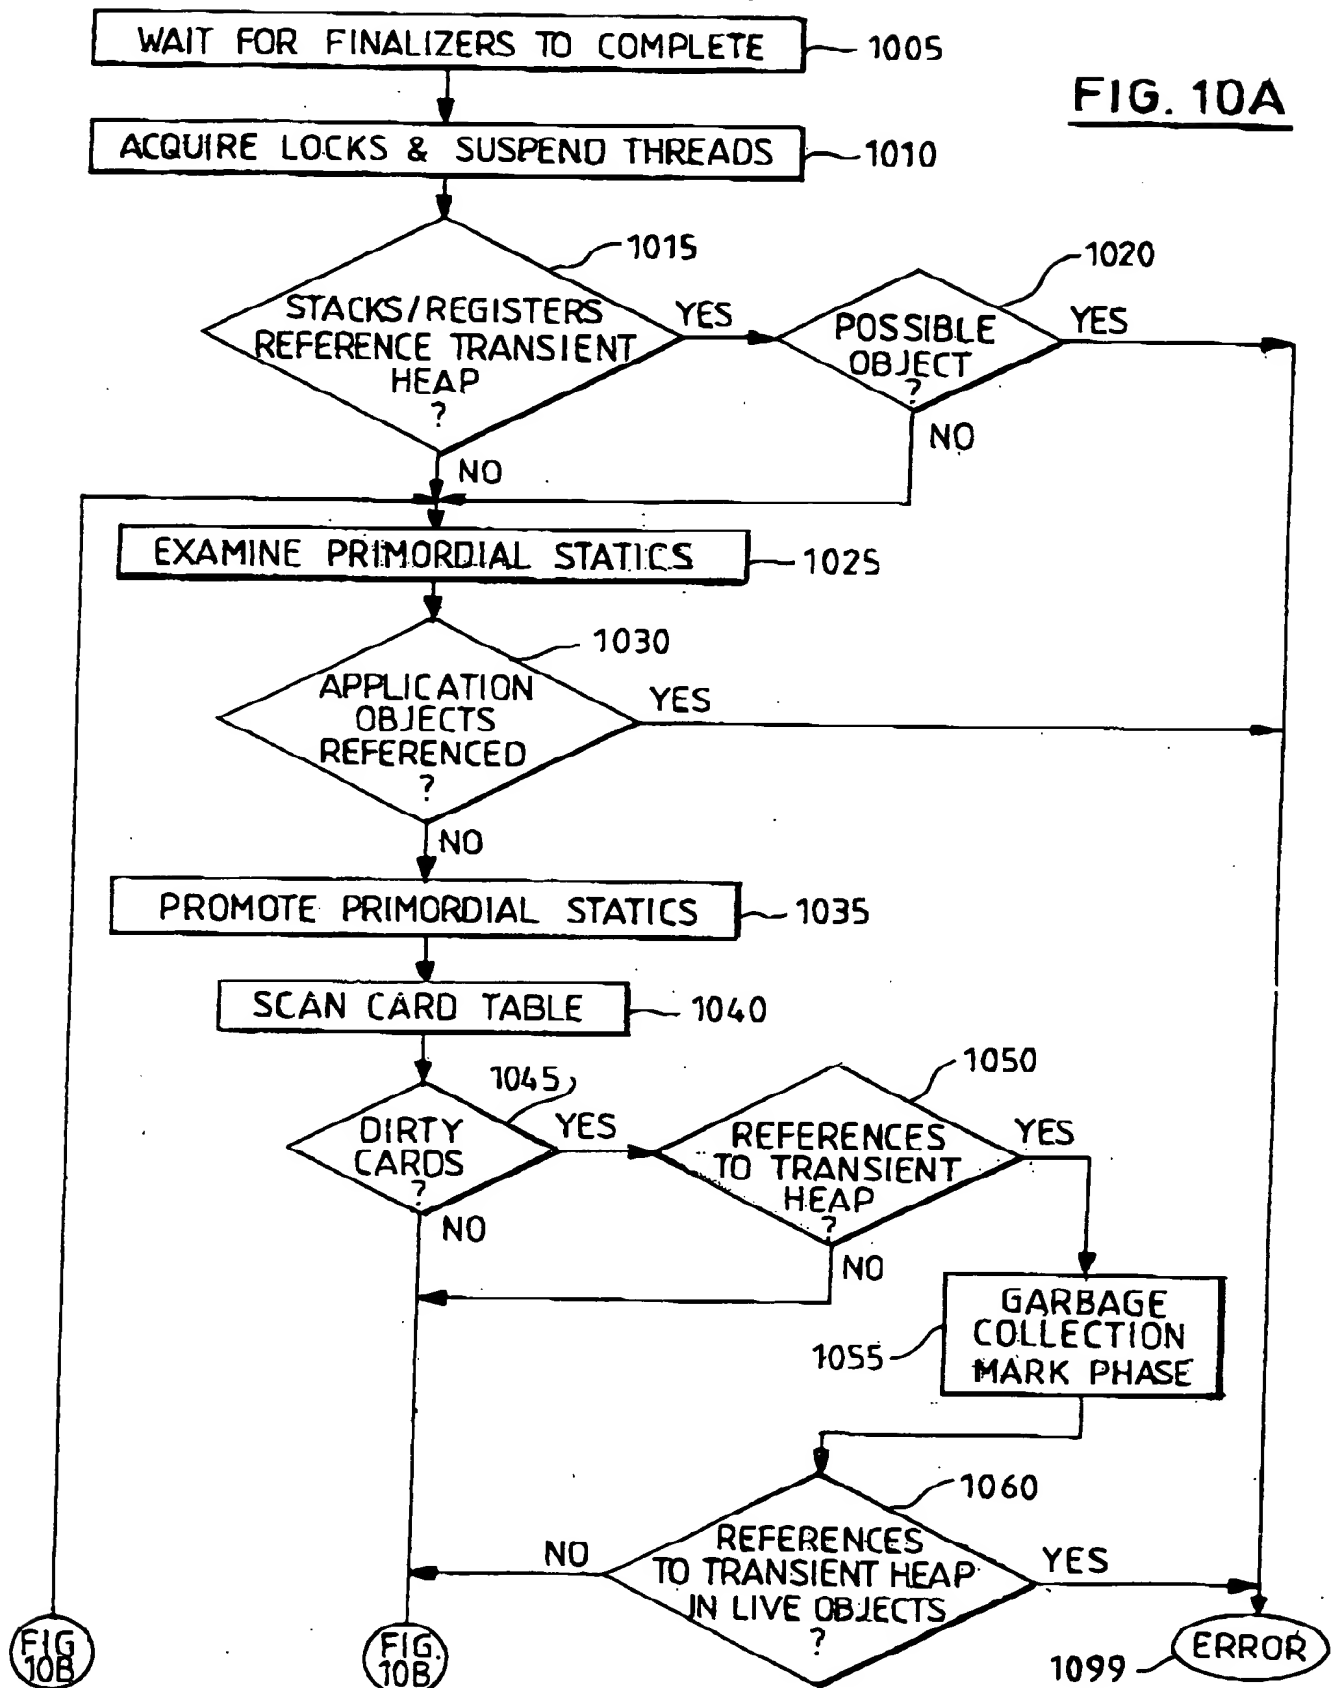 WAIT FOR FINALIZERS TO COMPLETE
1005
FIG. 10A
ACQUIRE LOCKS & SUSPEND THREADS
1010
1015
STACKS/REGISTERS
REFERENCE TRANSIENT
HEAP
?
YES
NO
1020
POSSIBLE
OBJECT
?
YES
NO
EXAMINE PRIMORDIAL STATICS
1025
1030
APPLICATION
OBJECTS
REFERENCED
?
YES
NO
PROMOTE PRIMORDIAL STATICS
1035
SCAN CARD TABLE
1040
1045
DIRTY
CARDS
?
YES
NO
1050
REFERENCES
TO TRANSIENT
HEAP
?
YES
NO
GARBAGE
COLLECTION
MARK PHASE
1055
1060
REFERENCES
TO TRANSIENT HEAP
IN LIVE OBJECTS
?
NO
YES
FIG
10B
FIG.
10B
ERROR
1099